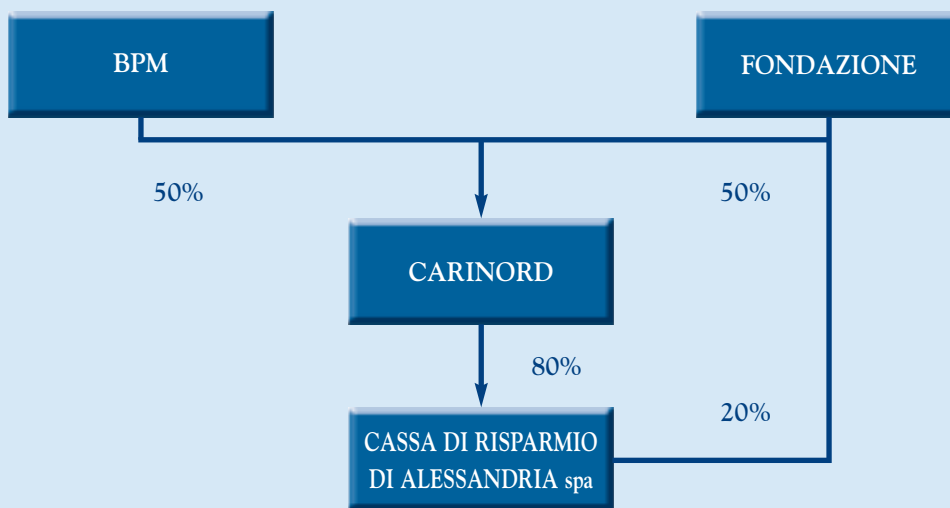 BPM
FONDAZIONE
50%
50%
CARINORD
80%
20%
CASSA DI RISPARMIO
DI ALESSANDRIA spa